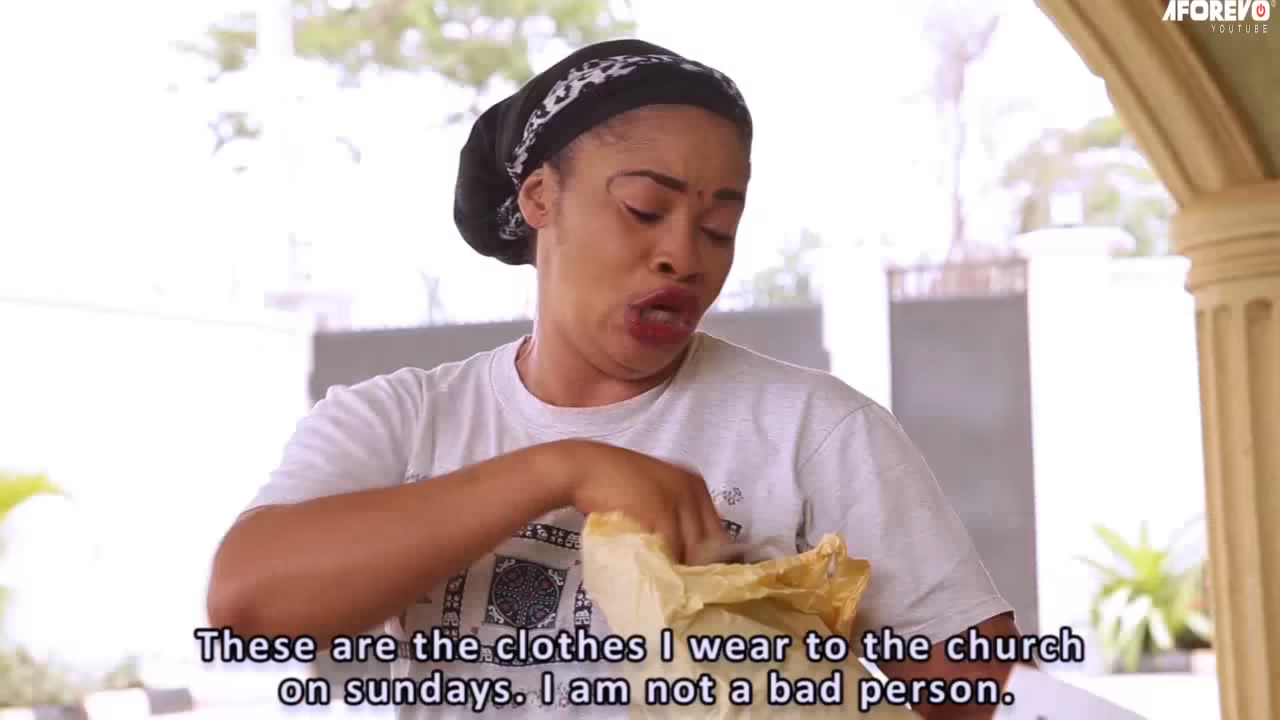 AFOREVO
YOUTUBE
These are the clothes I wear to the church
on sundays. I am not a bad person.